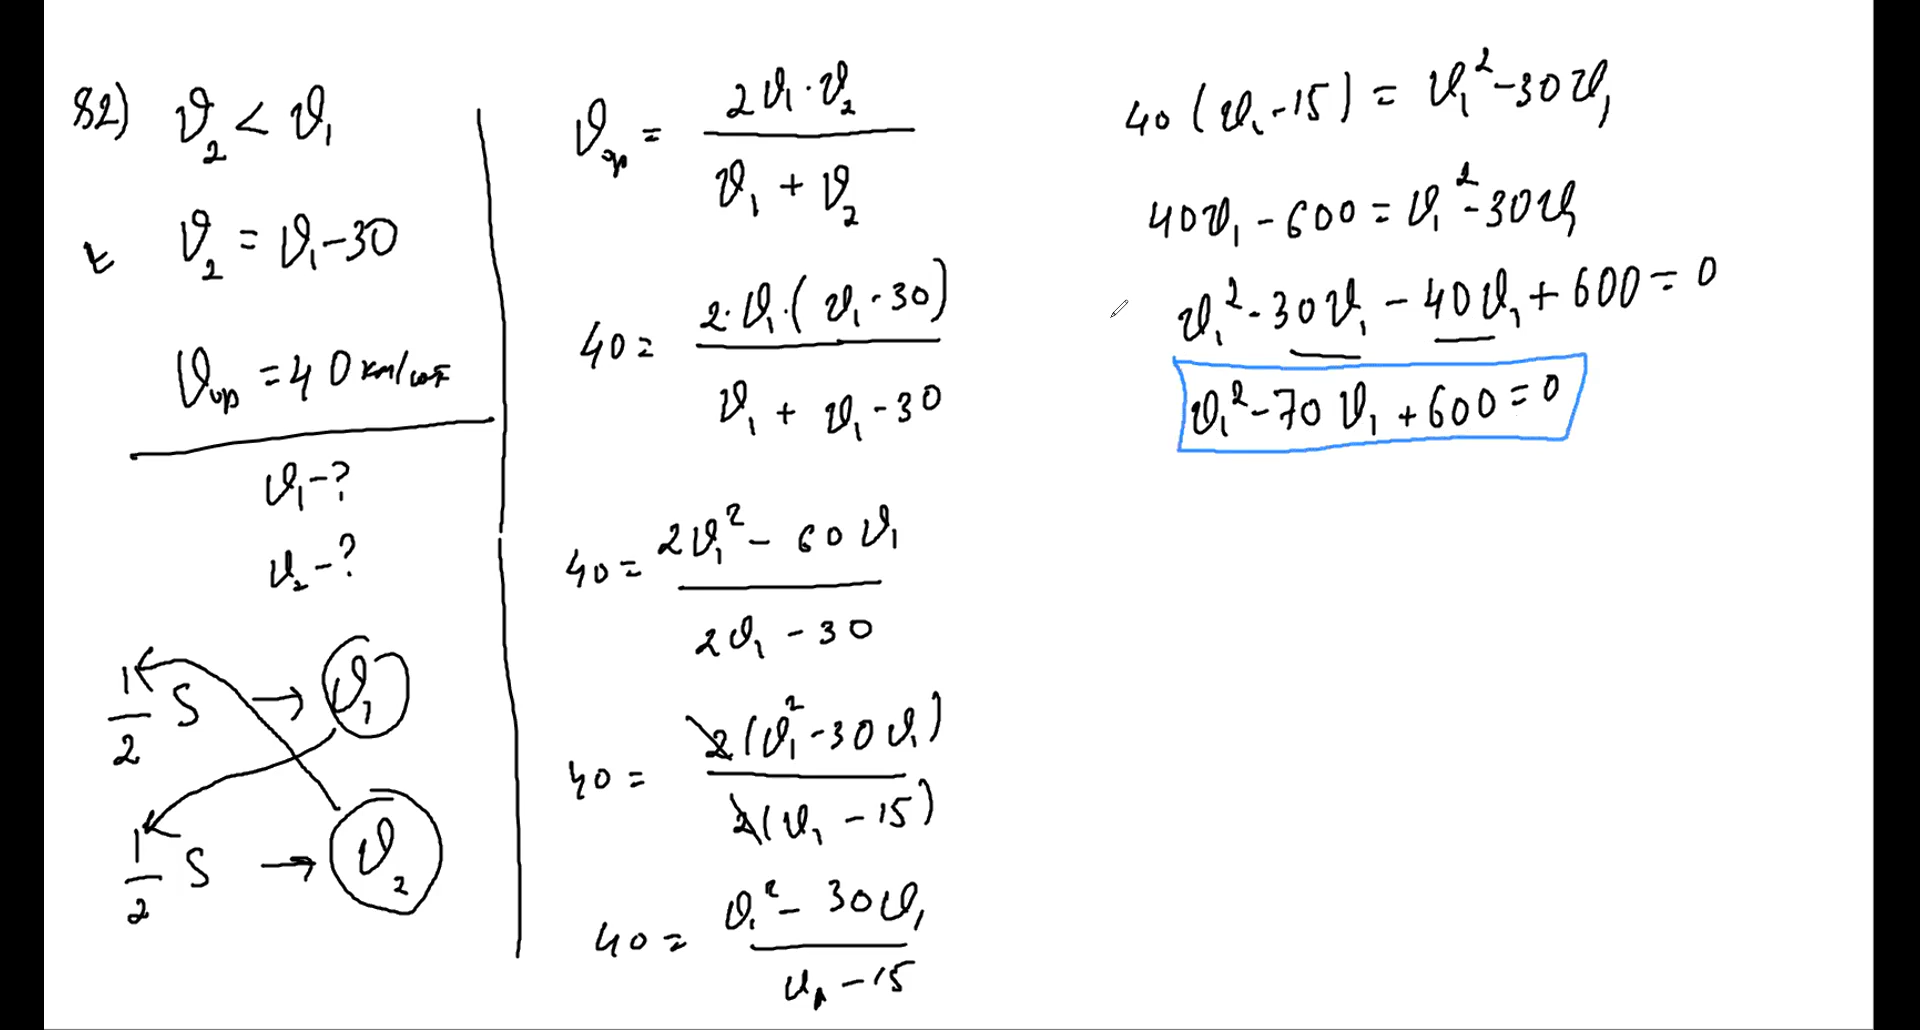 82) ϑ₂ < ϑ₁
t ϑ₂ = ϑ₁-30
ϑор = 40 км/соат
ϑ₁-?
ϑ₂-?
1/2 S → ϑ₁
1/2 S → ϑ₂
ϑор = 2ϑ₁·ϑ₂ / ϑ₁ + ϑ₂
40 = 2·ϑ₁·(ϑ₁-30) / ϑ₁ + ϑ₁-30
40 = 2ϑ₁² - 60ϑ₁ / 2ϑ₁ - 30
40 = 2(ϑ₁²-30ϑ₁) / 2(ϑ₁ - 15)
40 = ϑ₁² - 30ϑ₁ / ϑ₁ - 15
40(ϑ₁-15) = ϑ₁²-30ϑ₁
40ϑ₁ - 600 = ϑ₁²-30ϑ₁
ϑ₁² - 30ϑ₁ - 40ϑ₁ + 600 = 0
ϑ₁² - 70ϑ₁ + 600 = 0